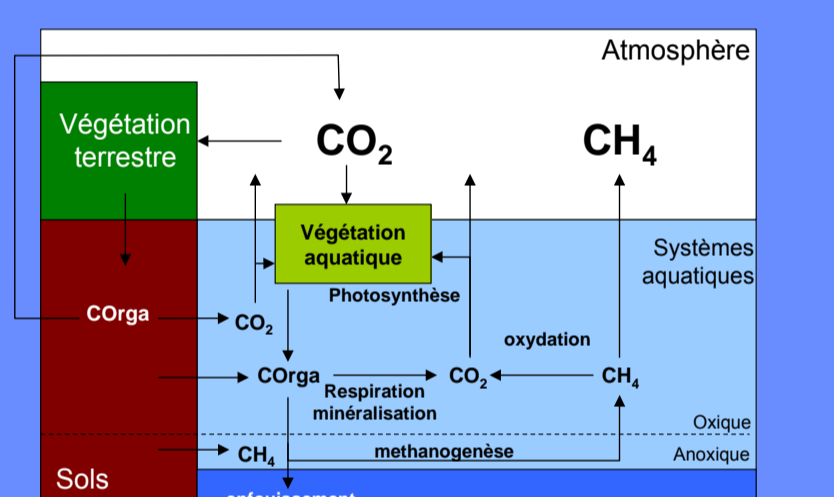 Atmosphère
Végétation
terrestre
CO₂
CH₄
Végétation
aquatique
Systèmes
aquatiques
Photosynthèse
COrga
CO₂
oxydation
COrga
CO₂
CH₄
Respiration
minéralisation
Oxique
CH₄
methanogenèse
Anoxique
Sols
enfouissement